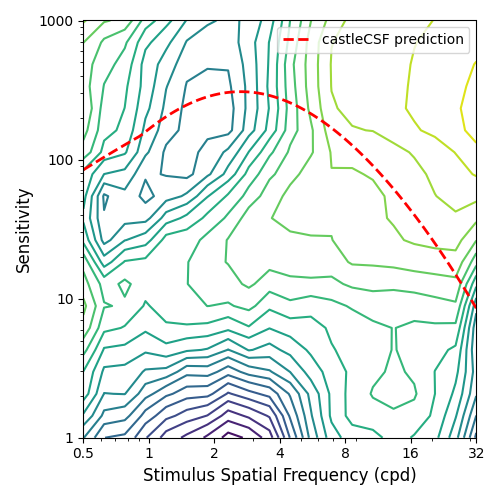 castleCSF prediction
1000
100
10
1
Sensitivity
0.5 1 2 4 8 16 32
Stimulus Spatial Frequency (cpd)